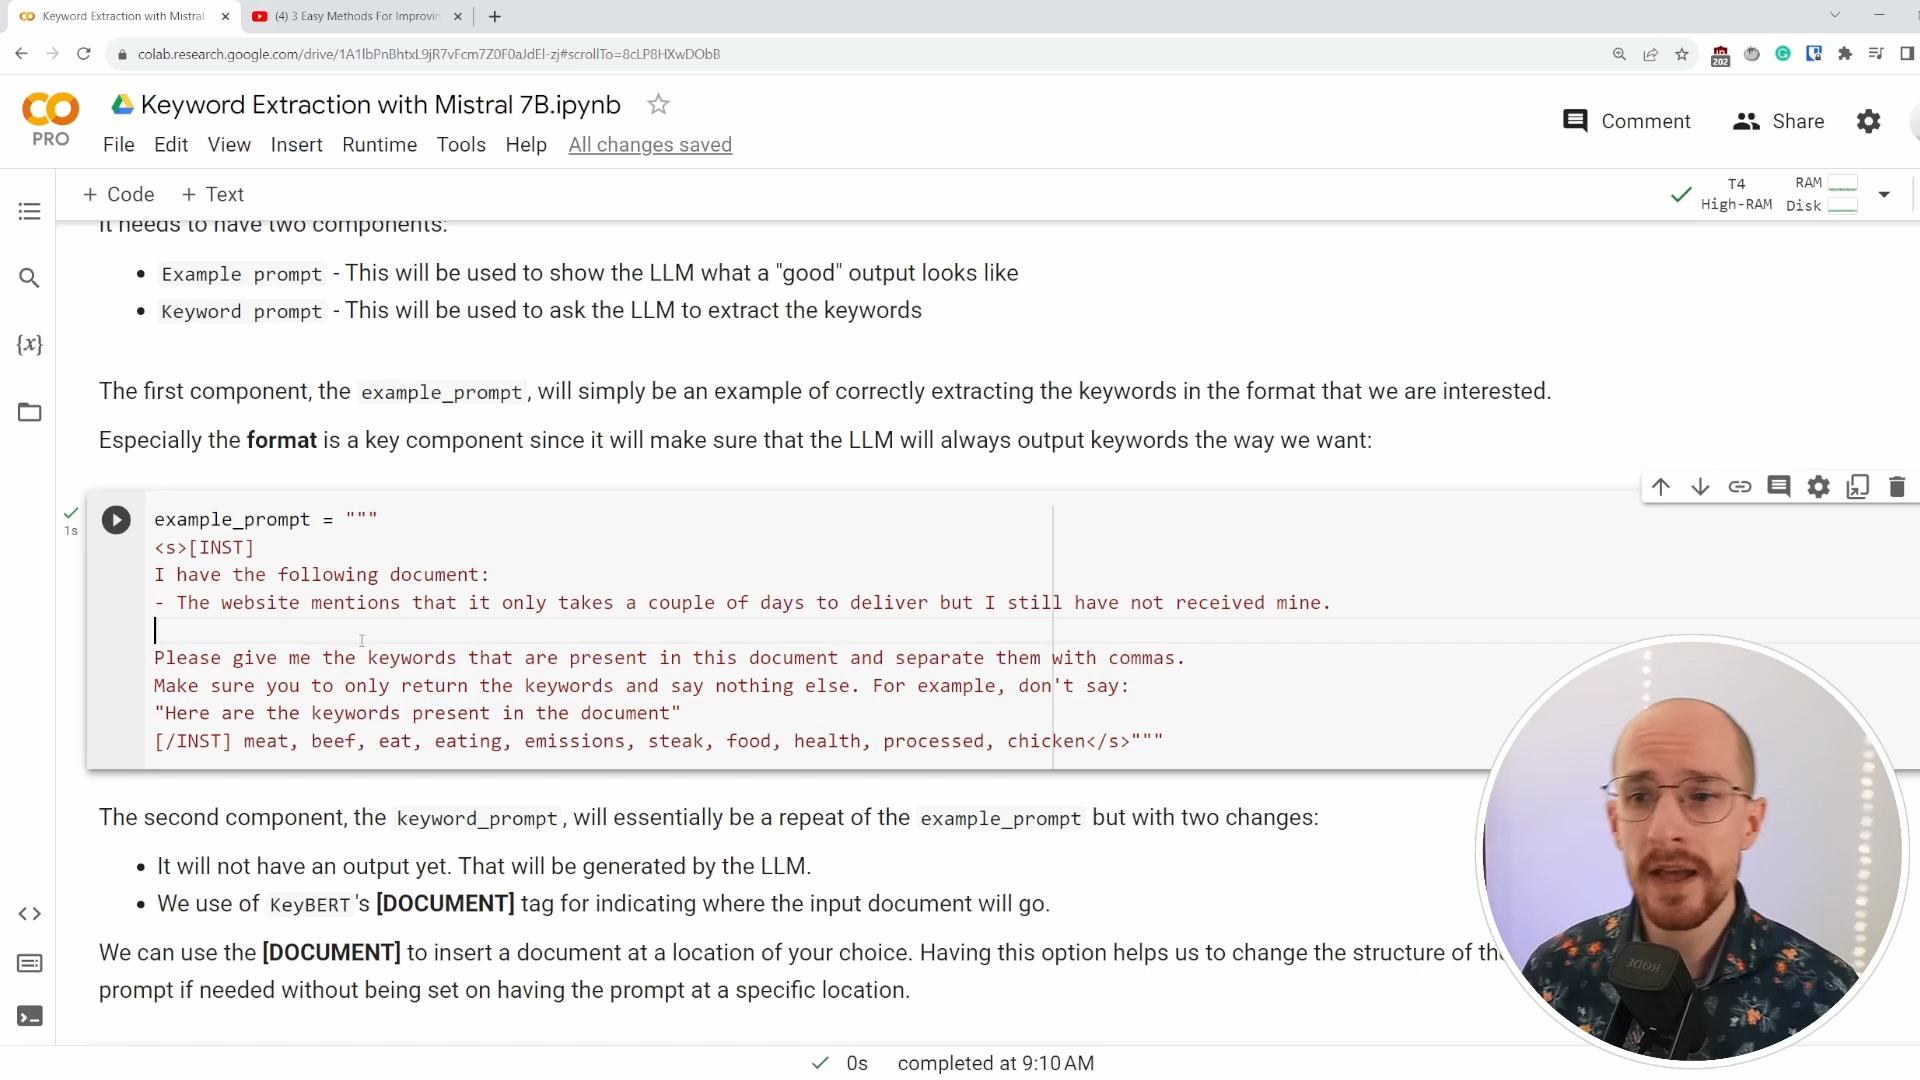 Keyword Extraction with Mistral
(4) 3 Easy Methods For Improvin
colab.research.google.com/drive/1A1lbPnBhtxL9jR7vFcm7Z0F0aJdEl-zj#scrollTo=8cLP8HXwDObB
202
Keyword Extraction with Mistral 7B.ipynb
PRO
Comment
Share
File Edit View Insert Runtime Tools Help All changes saved
+ Code + Text
T4
High-RAM
RAM
Disk
It needs to have two components:
• Example prompt - This will be used to show the LLM what a "good" output looks like
• Keyword prompt - This will be used to ask the LLM to extract the keywords
The first component, the example_prompt, will simply be an example of correctly extracting the keywords in the format that we are interested.
Especially the format is a key component since it will make sure that the LLM will always output keywords the way we want:
1s
example_prompt = """
<s>[INST]
I have the following document:
- The website mentions that it only takes a couple of days to deliver but I still have not received mine.
Please give me the keywords that are present in this document and separate them with commas.
Make sure you to only return the keywords and say nothing else. For example, don't say:
"Here are the keywords present in the document"
[/INST] meat, beef, eat, eating, emissions, steak, food, health, processed, chicken</s>"""
The second component, the keyword_prompt, will essentially be a repeat of the example_prompt but with two changes:
• It will not have an output yet. That will be generated by the LLM.
• We use of KeyBERT's [DOCUMENT] tag for indicating where the input document will go.
We can use the [DOCUMENT] to insert a document at a location of your choice. Having this option helps us to change the structure of the
prompt if needed without being set on having the prompt at a specific location.
RODE
0s completed at 9:10 AM